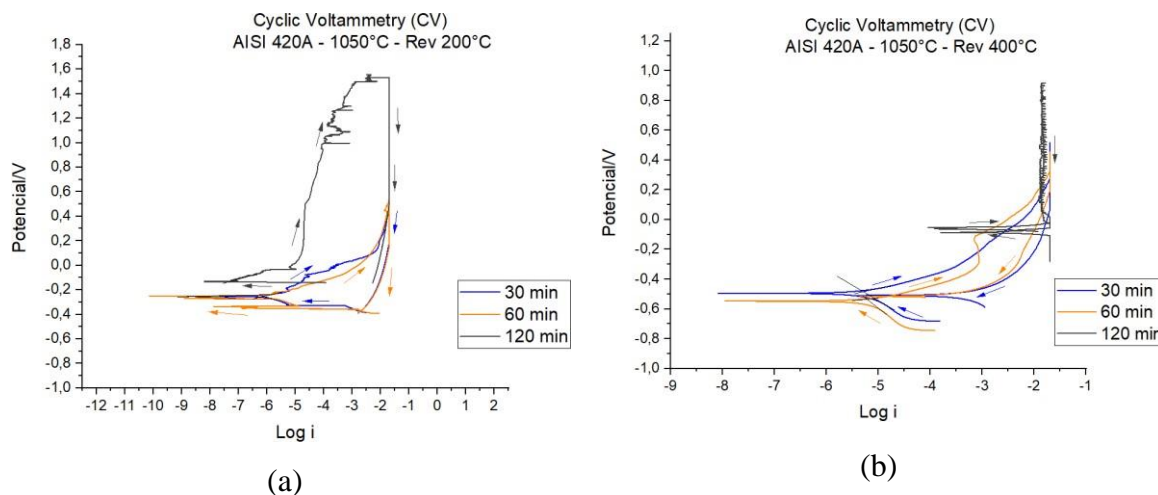 Cyclic Voltammetry (CV)
AISI 420A - 1050°C - Rev 200°C
1,8
1,6
1,4
1,2
1,0
0,8
0,6
0,4
0,2
0,0
-0,2
-0,4
-0,6
-0,8
1,0
Potencial/V
-12 -11 -10 -9 -8 -7 -6 -5 -4 -3 -2 -1 0 1 2
Log i
30 min
60 min
120 min
(a)
Cyclic Voltammetry (CV)
AISI 420A - 1050°C - Rev 400°C
1,2
1,0
0,8
0,6
0,4
0,2
0,0
-0,2
-0,4
-0,6
-0,8
-1,0
Potencial/V
-9 -8 -7 -6 -5 -4 -3 -2 -1
Log i
30 min
60 min
120 min
(b)